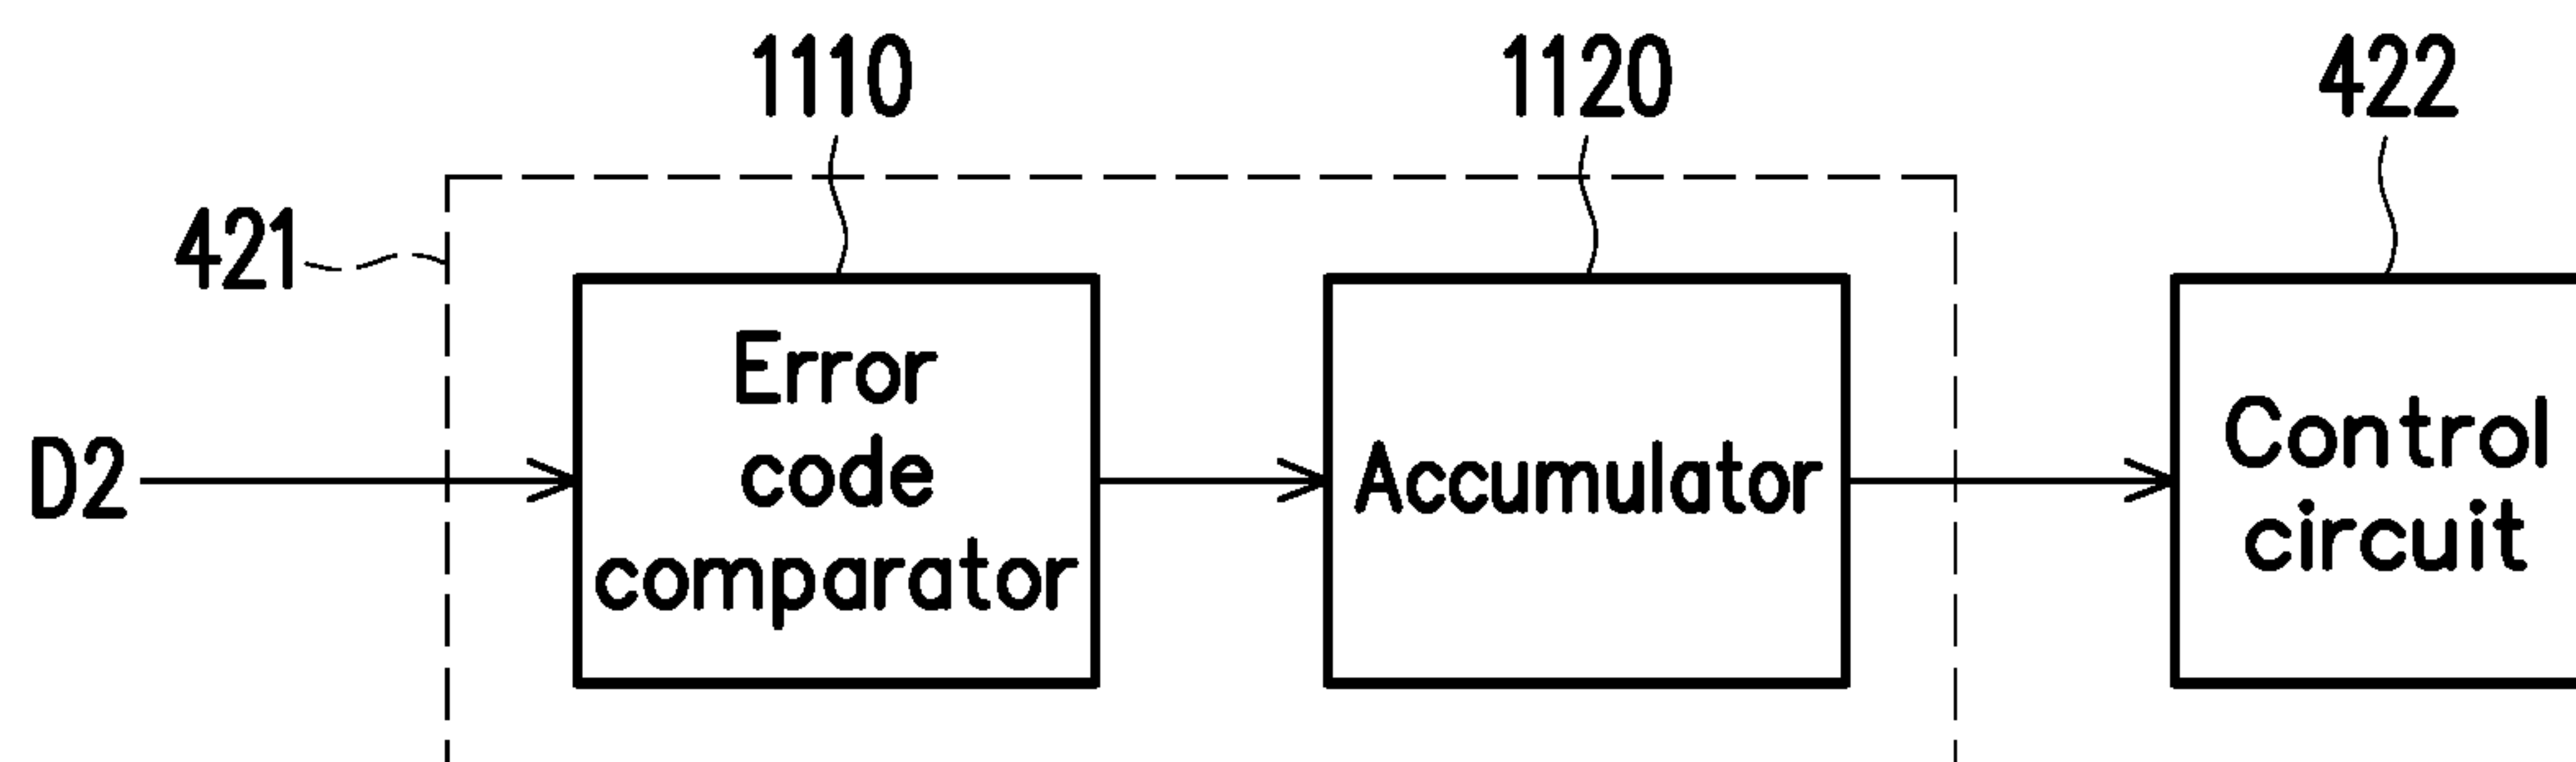 1110
1120
422
421
Error
code
comparator
Accumulator
Control
circuit
D2